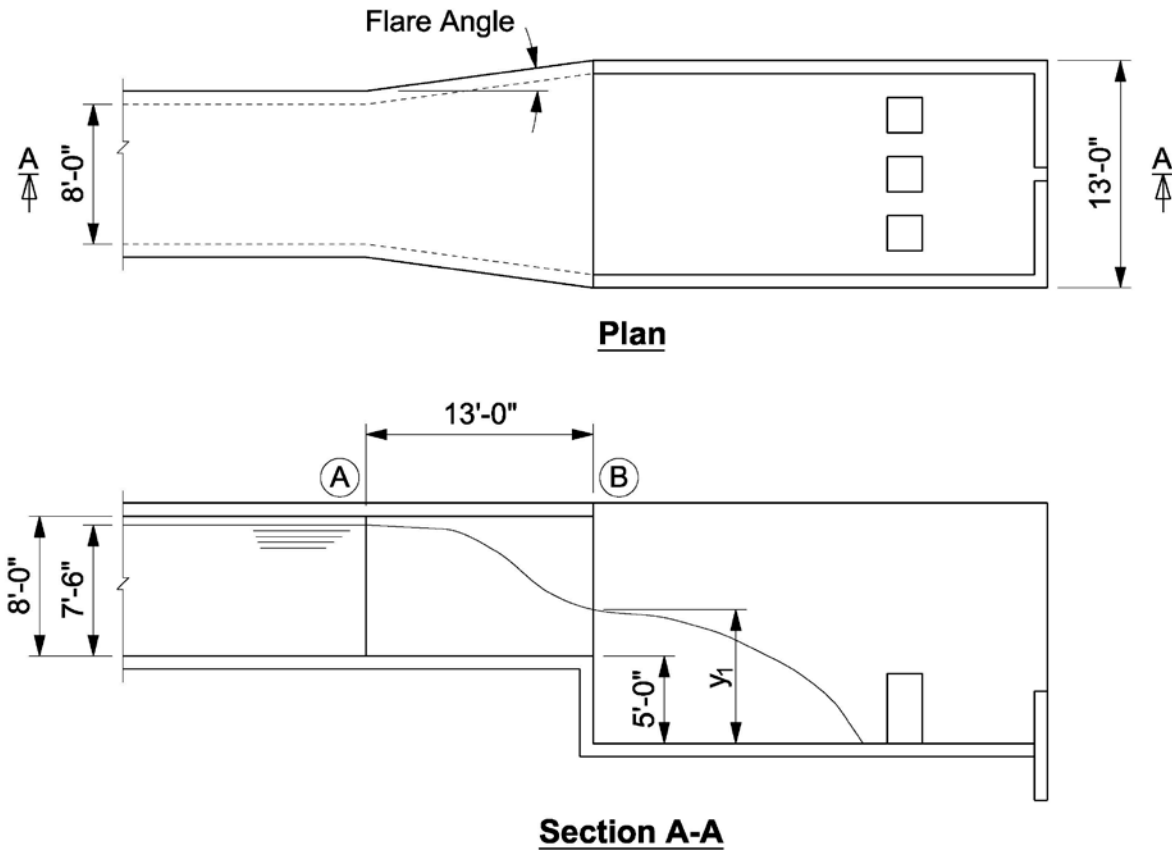 Flare Angle
A
8'-0"
13'-0"
A
Plan
13'-0"
A
B
8'-0"
7'-6"
5'-0"
y₁
Section A-A